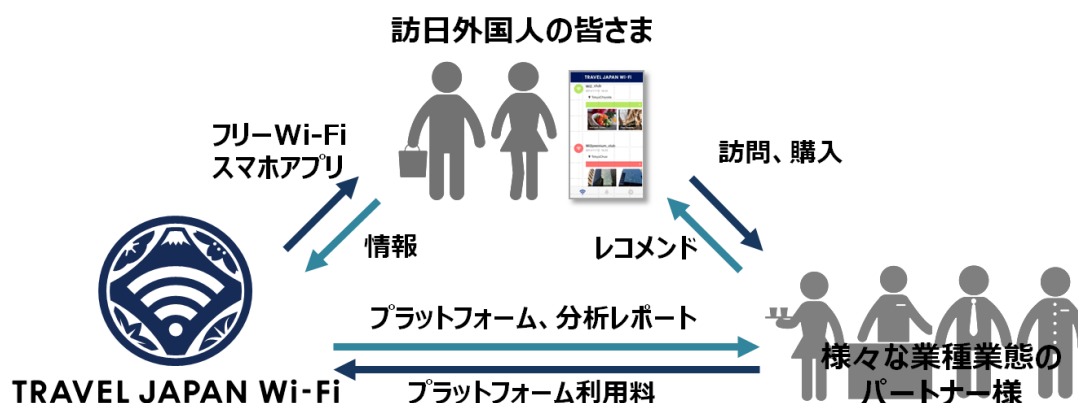 訪日外国人の皆さま
TRAVEL JAPAN Wi-Fi
フリーWi-Fi
スマホアプリ
訪問、購入
情報
レコメンド
プラットフォーム、分析レポート
様々な業種業態の
パートナー様
TRAVEL JAPAN Wi-Fi
プラットフォーム利用料